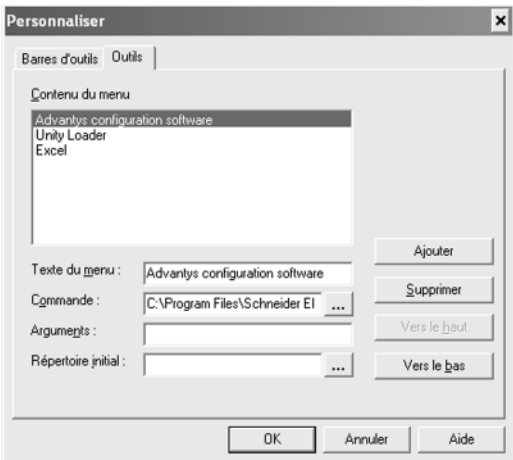 Personnaliser
Barres d'outils Outils
Contenu du menu
Advantys configuration software
Unity Loader
Excel
Ajouter
Texte du menu : Advantys configuration software
Supprimer
Commande : C:\Program Files\Schneider El ...
Arguments :
Vers le haut
Répertoire initial : ...
Vers le bas
OK Annuler Aide